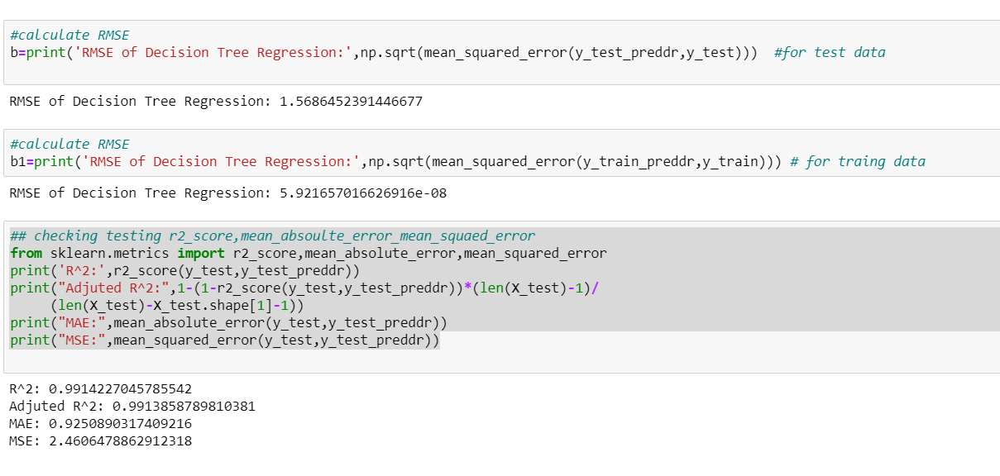 #calculate RMSE
b=print('RMSE of Decision Tree Regression:',np.sqrt(mean_squared_error(y_test_preddr,y_test)))  #for test data
RMSE of Decision Tree Regression: 1.5686452391446677
#calculate RMSE
b1=print('RMSE of Decision Tree Regression:',np.sqrt(mean_squared_error(y_train_preddr,y_train))) # for traing data
RMSE of Decision Tree Regression: 5.921657016626916e-08
## checking testing r2_score,mean_absoulte_error_mean_squaed_error
from sklearn.metrics import r2_score,mean_absolute_error,mean_squared_error
print('R^2:',r2_score(y_test,y_test_preddr))
print("Adjuted R^2:",1-(1-r2_score(y_test,y_test_preddr))*(len(X_test)-1)/
     (len(X_test)-X_test.shape[1]-1))
print("MAE:",mean_absolute_error(y_test,y_test_preddr))
print("MSE:",mean_squared_error(y_test,y_test_preddr))
R^2: 0.9914227045785542
Adjuted R^2: 0.9913858789810381
MAE: 0.9250890317409216
MSE: 2.4606478862912318